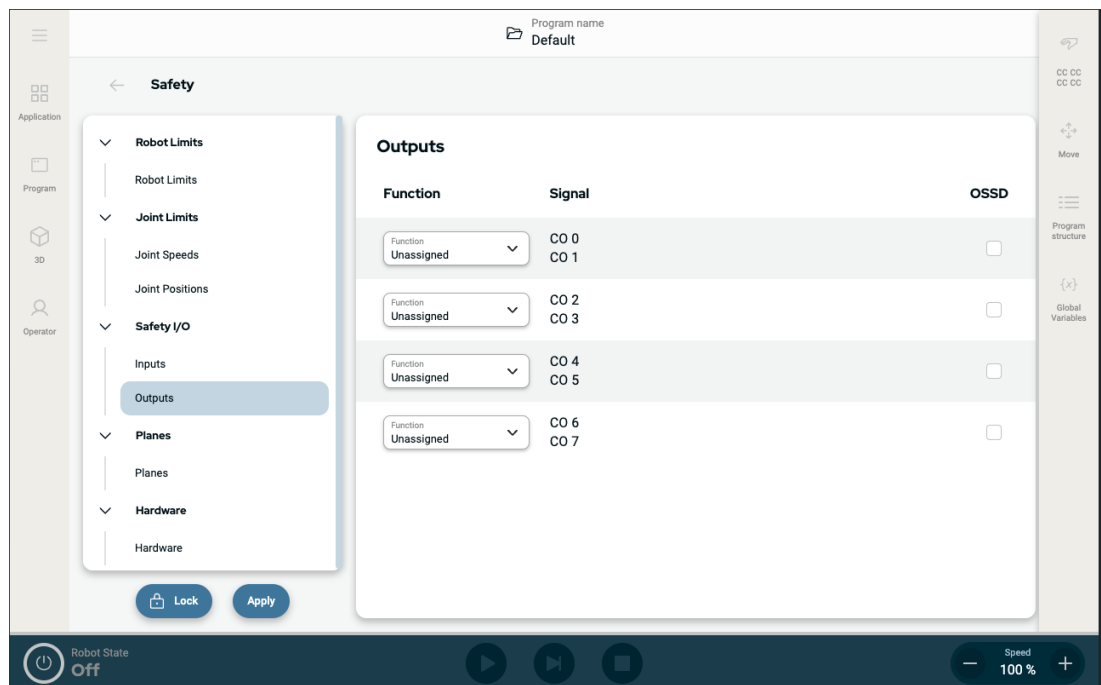 Program name
Default
Application
Program
3D
Operator
Safety
Robot Limits
Robot Limits
Joint Limits
Joint Speeds
Joint Positions
Safety I/O
Inputs
Outputs
Planes
Planes
Hardware
Hardware
Lock
Apply
Outputs
Function
Signal
OSSD
Function
Unassigned
CO 0
CO 1
Function
Unassigned
CO 2
CO 3
Function
Unassigned
CO 4
CO 5
Function
Unassigned
CO 6
CO 7
CC CC
CC CC
Move
Program
structure
{x}
Global
Variables
Robot State
Off
Speed
100 %